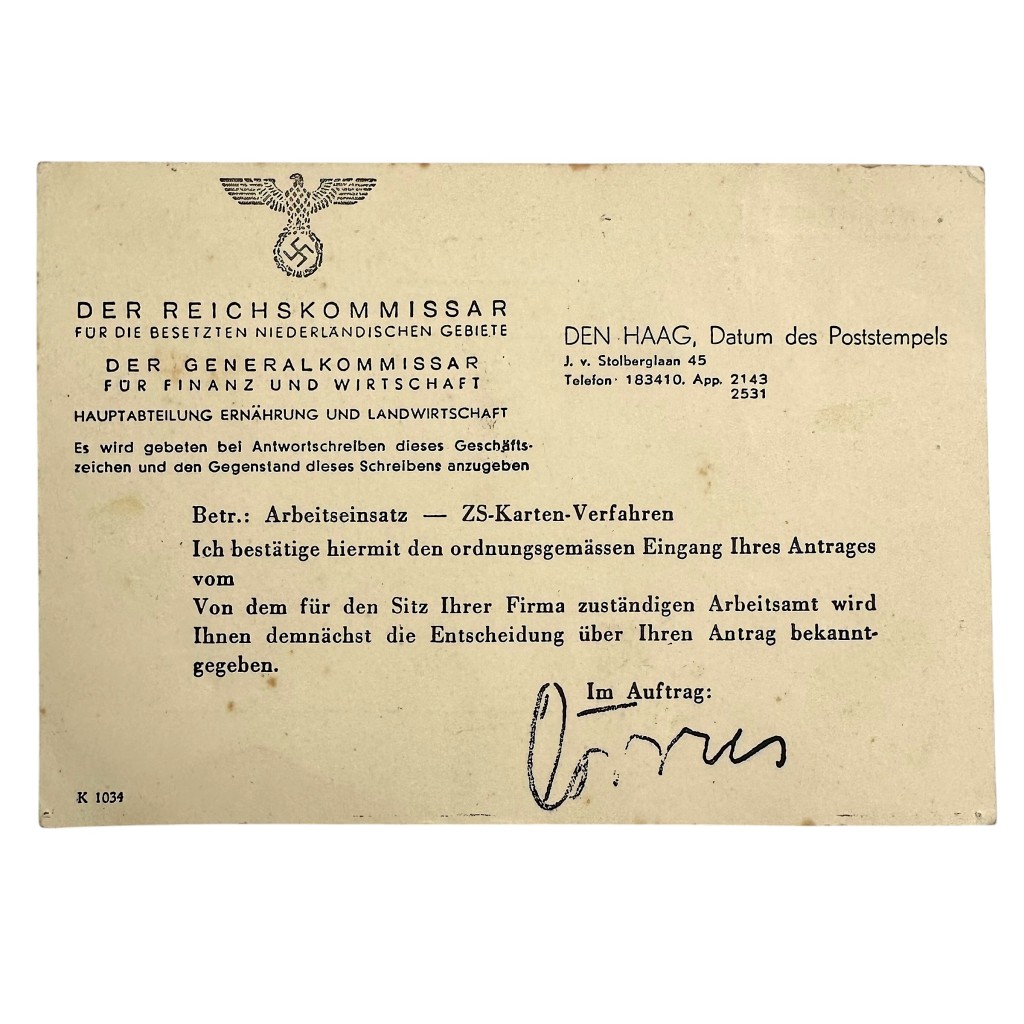 DER REICHSKOMMISSAR
FÜR DIE BESETZTEN NIEDERLÄNDISCHEN GEBIETE
DER GENERALKOMMISSAR
FÜR FINANZ UND WIRTSCHAFT
HAUPTABTEILUNG ERNÄHRUNG UND LANDWIRTSCHAFT
Es wird gebeten bei Antwortschreiben dieses Geschäfts-
zeichen und den Gegenstand dieses Schreibens anzugeben
DEN HAAG, Datum des Poststempels
J. v. Stolberglaan 45
Telefon 183410. App. 2143
2531
Betr.: Arbeitseinsatz — ZS-Karten-Verfahren
Ich bestätige hiermit den ordnungsgemässen Eingang Ihres Antrages
vom
Von dem für den Sitz Ihrer Firma zuständigen Arbeitsamt wird
Ihnen demnächst die Entscheidung über Ihren Antrag bekannt-
gegeben.
Im Auftrag:
K 1034